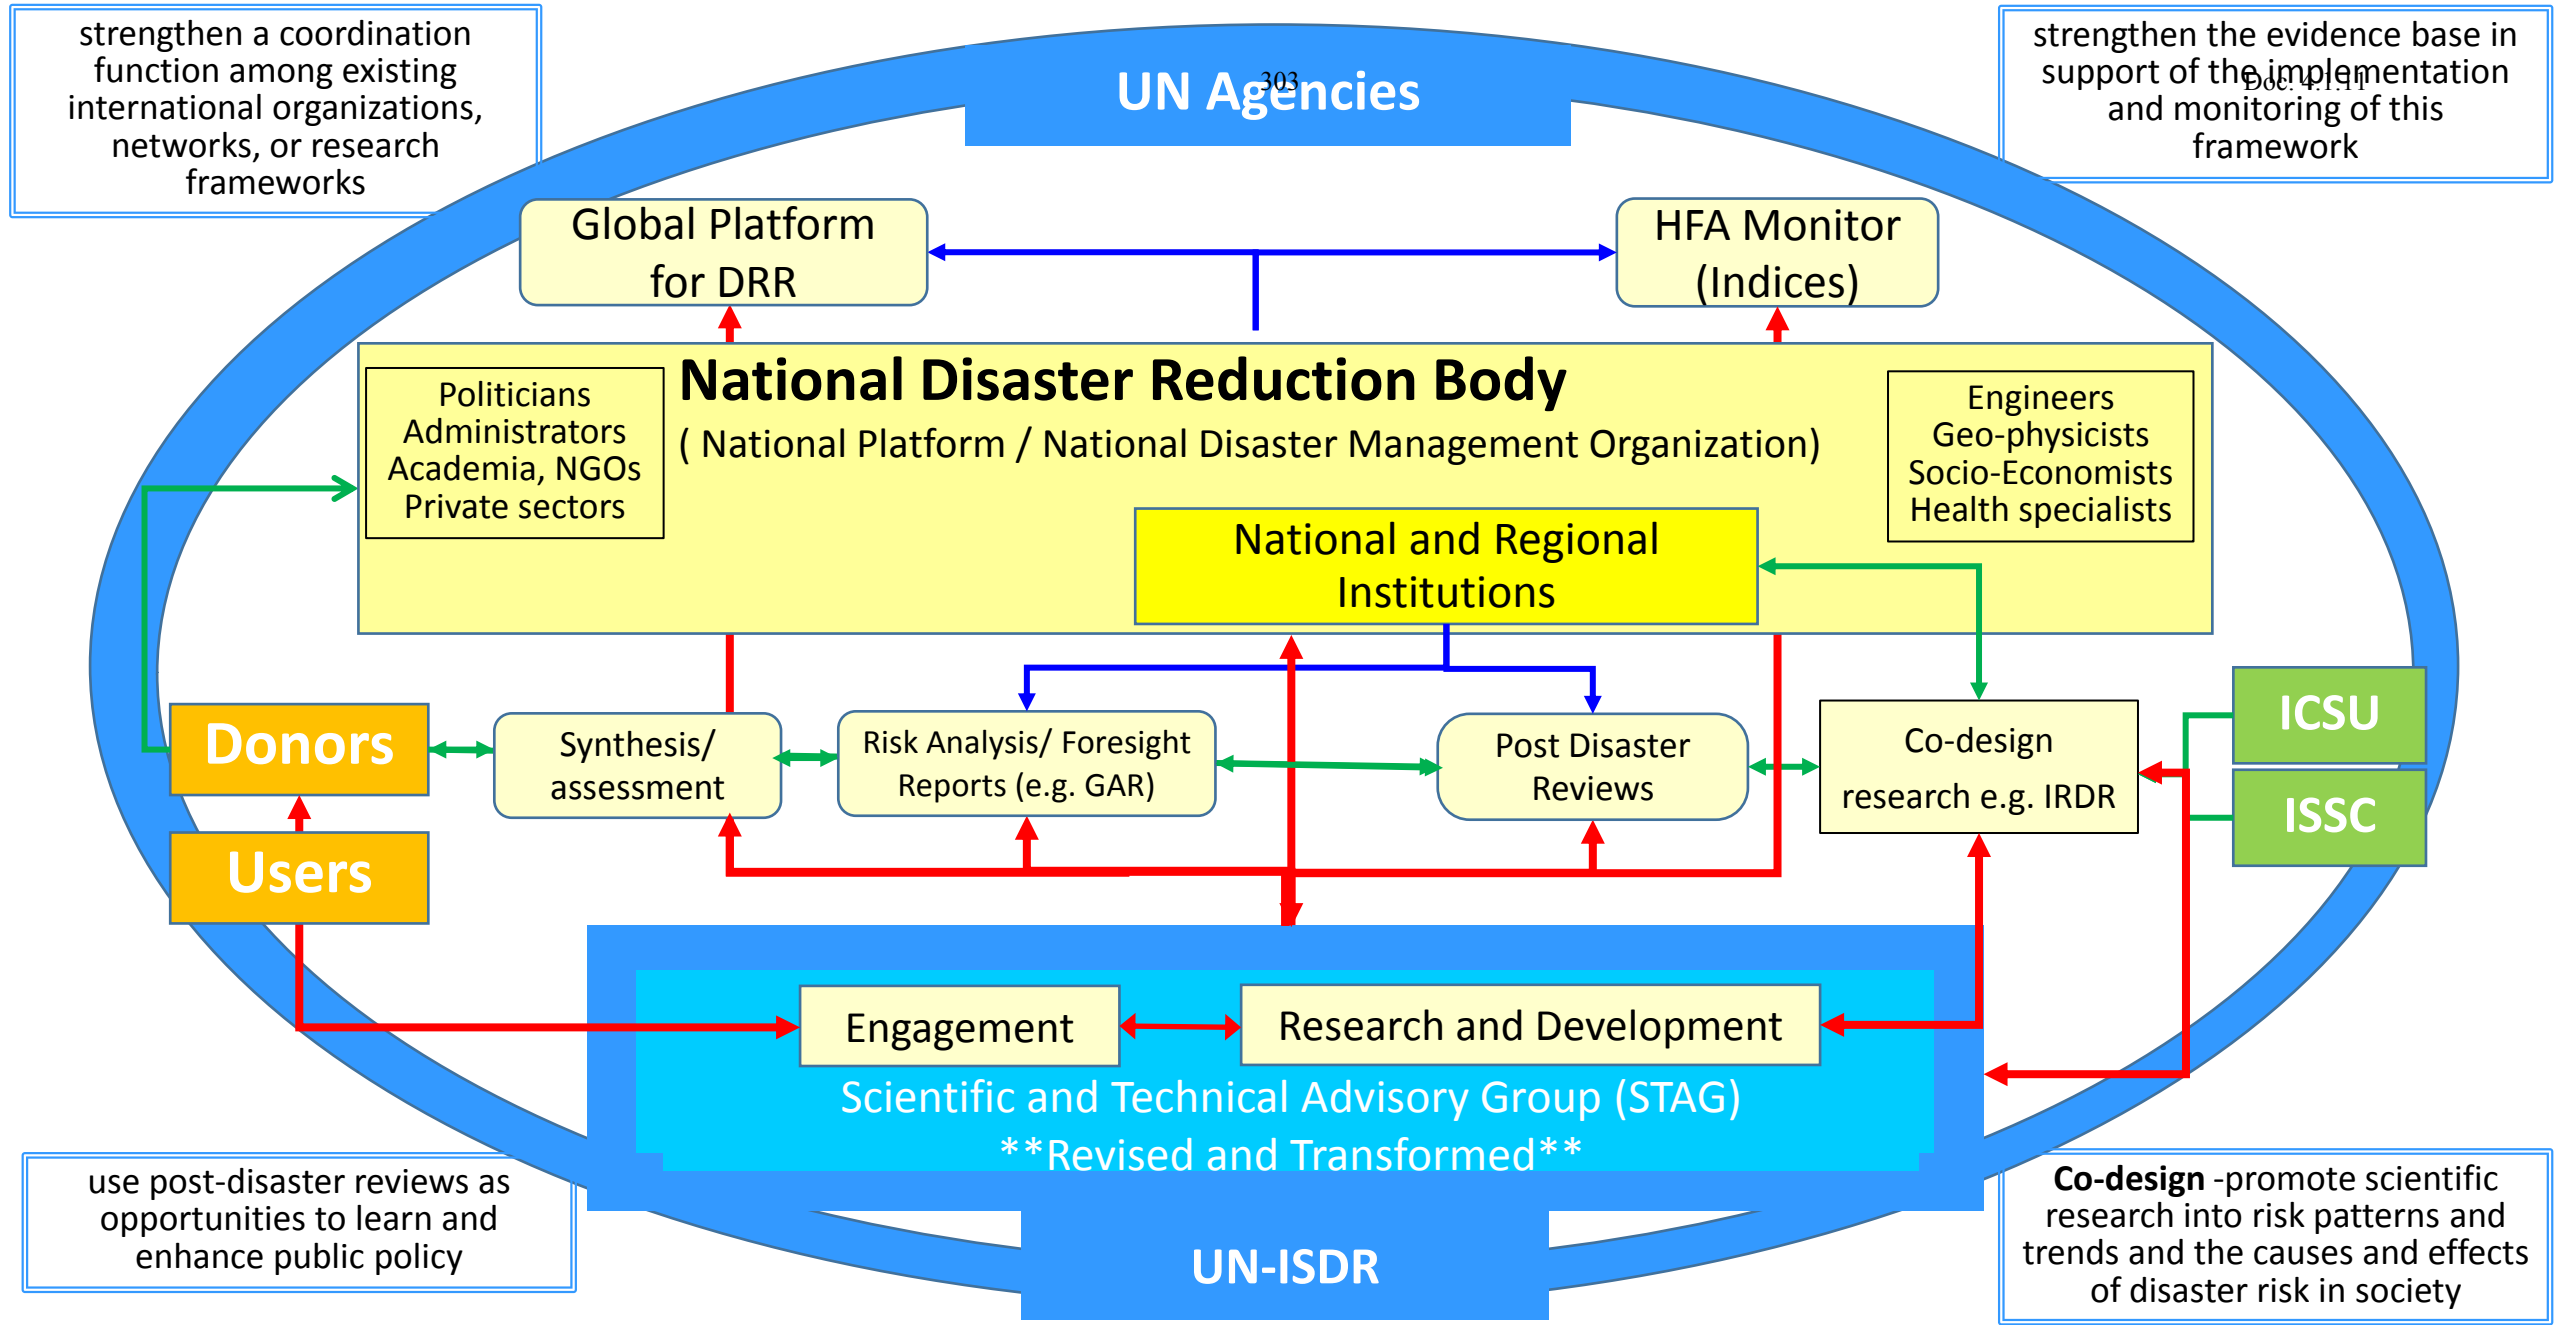 strengthen a coordination
function among existing
international organizations,
networks, or research
frameworks
UN Agencies
303
strengthen the evidence base in
support of the implementation
and monitoring of this
framework
Doc: 4.1.11
Global Platform
for DRR
HFA Monitor
(Indices)
National Disaster Reduction Body
( National Platform / National Disaster Management Organization)
Politicians
Administrators
Academia, NGOs
Private sectors
Engineers
Geo-physicists
Socio-Economists
Health specialists
National and Regional
Institutions
Donors
Users
Synthesis/
assessment
Risk Analysis/ Foresight
Reports (e.g. GAR)
Post Disaster
Reviews
Co-design
research e.g. IRDR
ICSU
ISSC
Engagement
Research and Development
Scientific and Technical Advisory Group (STAG)
**Revised and Transformed**
UN-ISDR
use post-disaster reviews as
opportunities to learn and
enhance public policy
Co-design -promote scientific
research into risk patterns and
trends and the causes and effects
of disaster risk in society